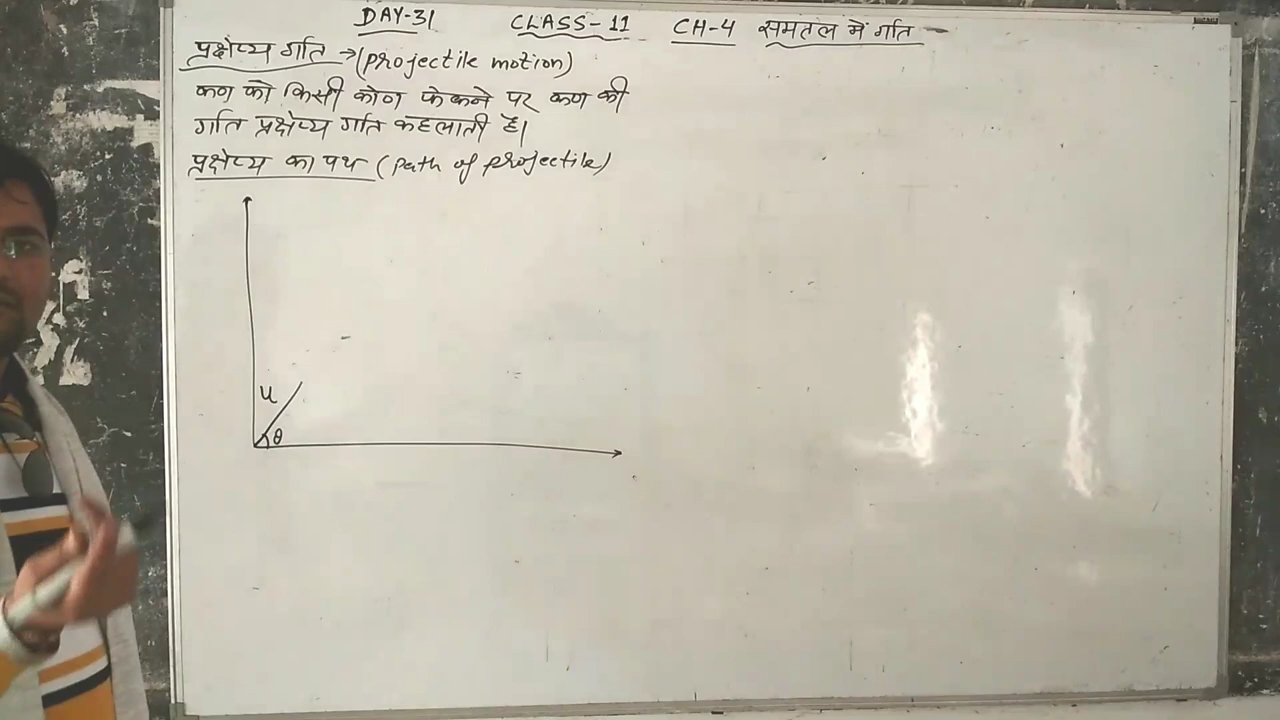 DAY-31 CLASS-11 CH-4 समतल में गति
प्रक्षेप्य गति →(projectile motion)
कण को किसी कोण फेकने पर कण की
गति प्रक्षेप्य गति कहलाती है।
प्रक्षेप्य का पथ (Path of projectile)
u
θ